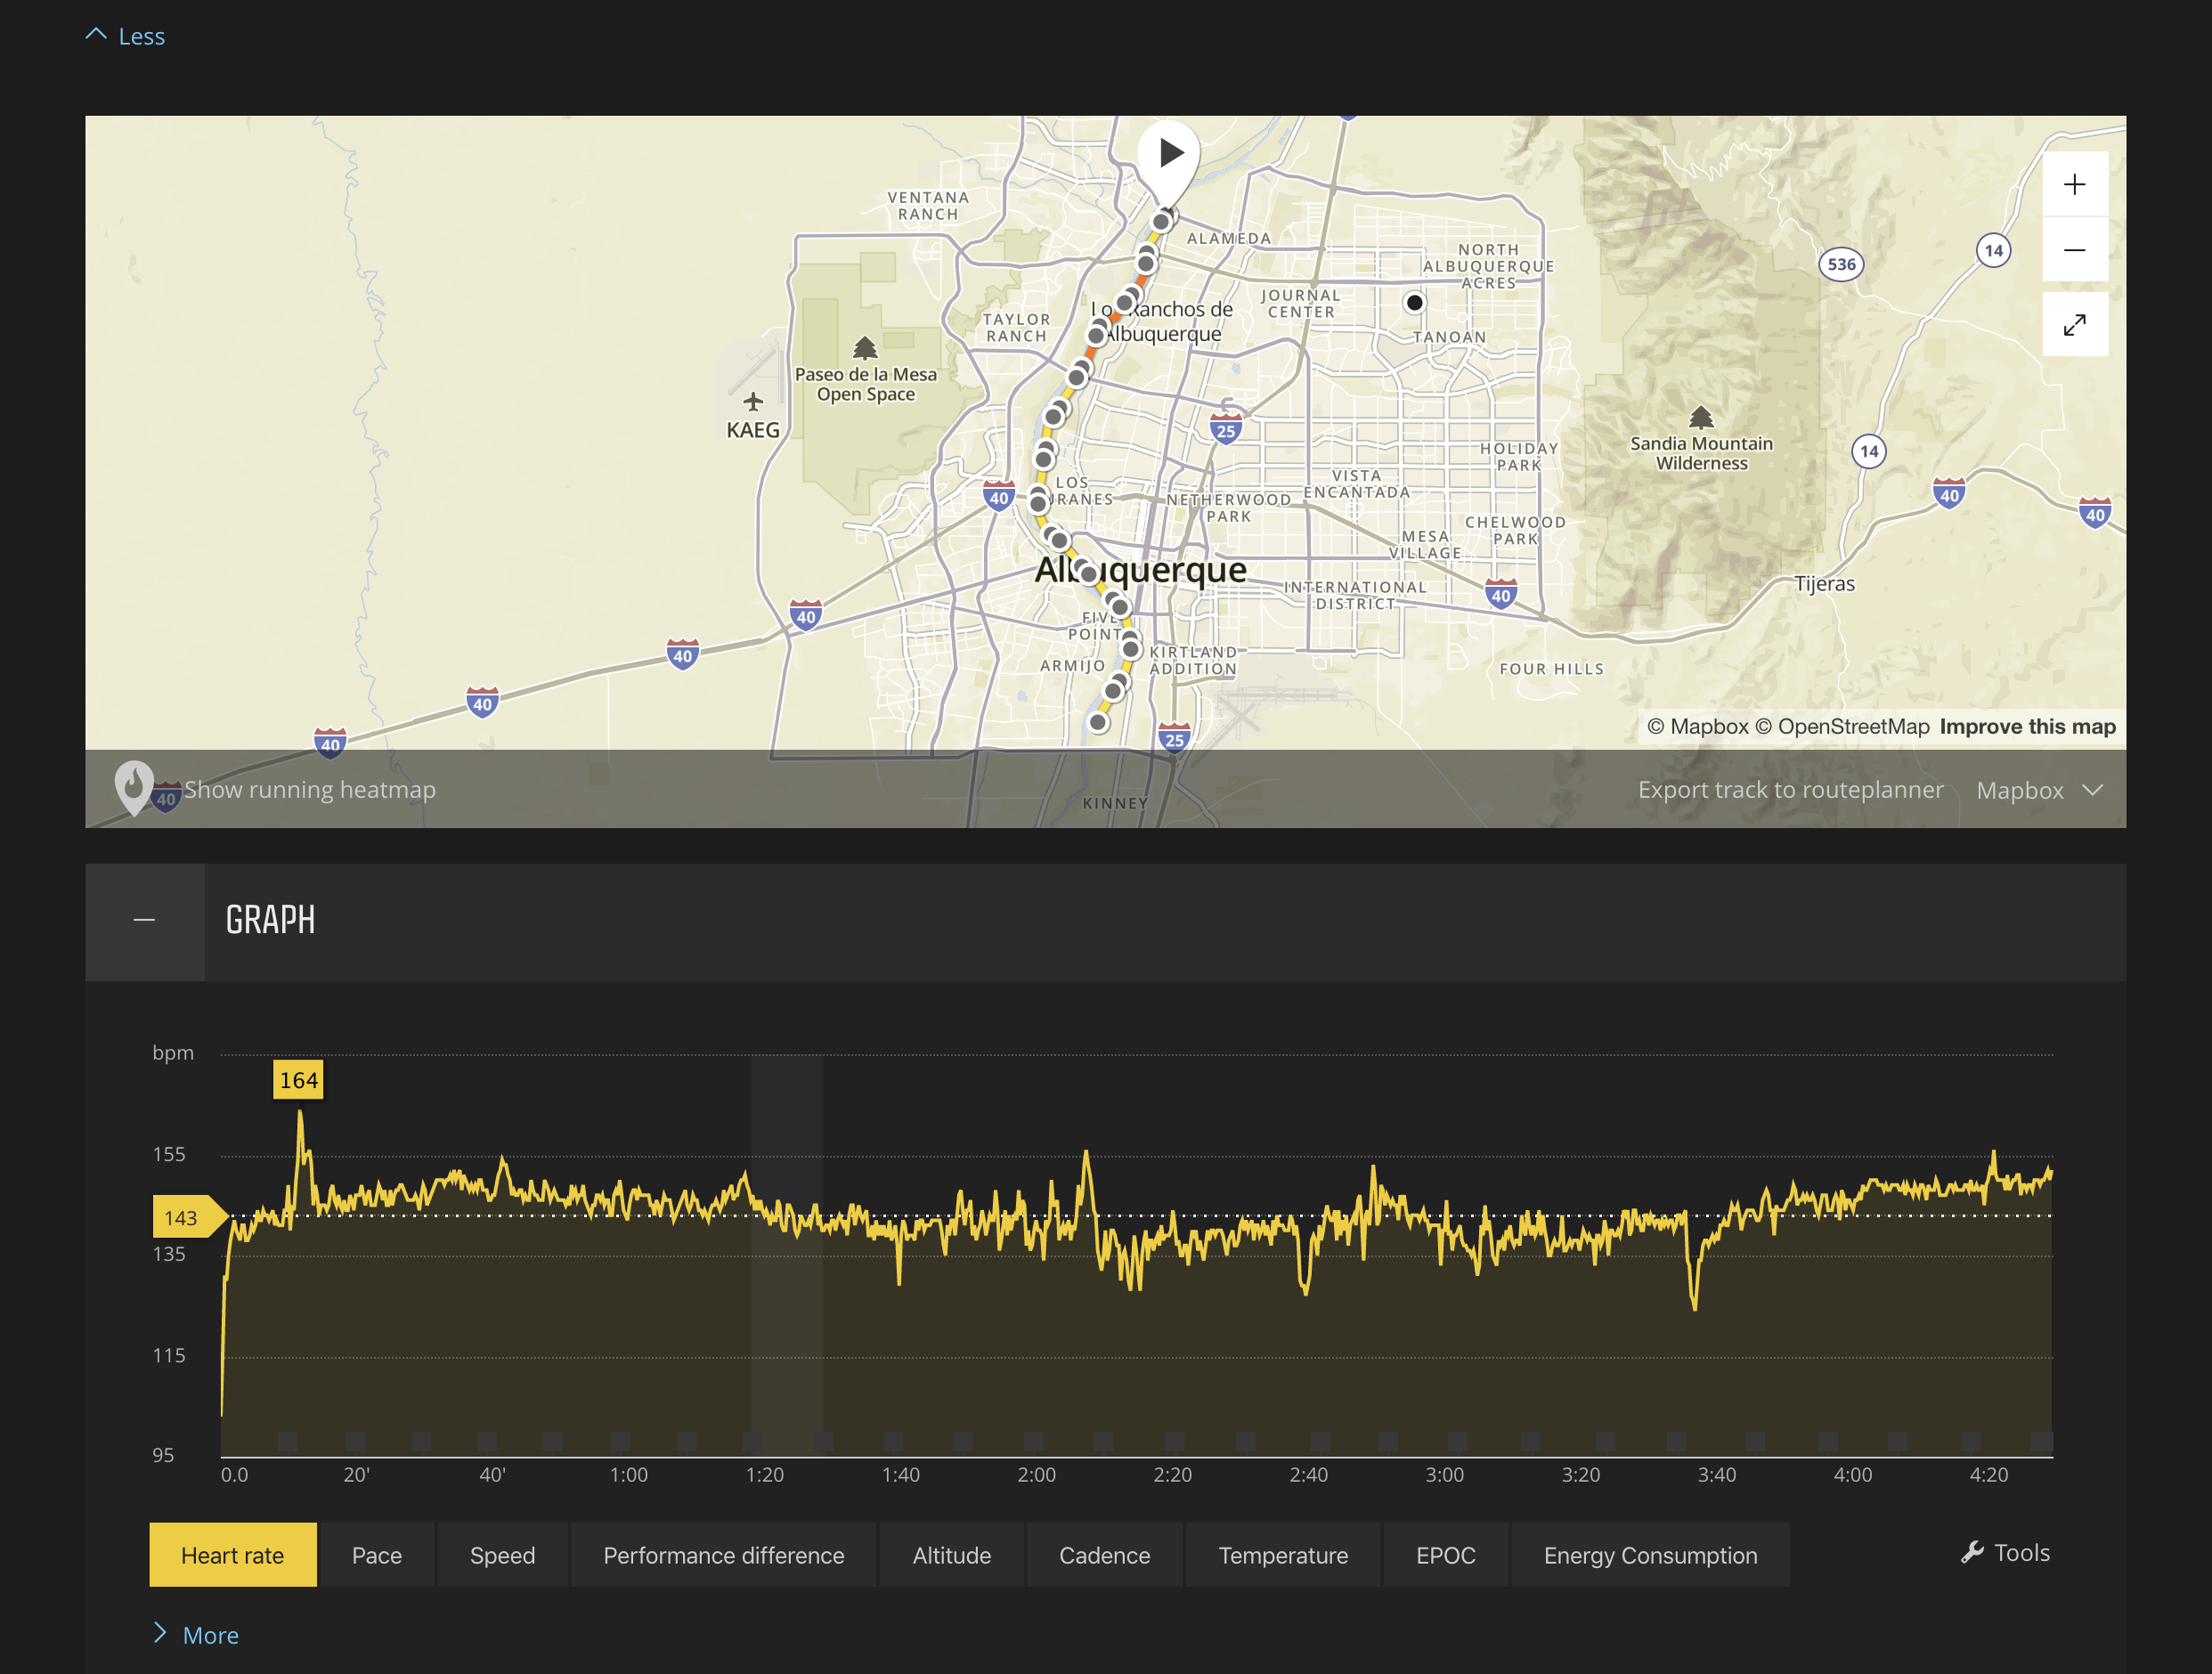 Less
VENTANA
RANCH
ALAMEDA
NORTH
ALBUQUERQUE
ACRES
536
14
Lo Ranchos de
Albuquerque
JOURNAL
CENTER
TAYLOR
RANCH
TANOAN
Paseo de la Mesa
Open Space
KAEG
25
HOLIDAY
PARK
Sandia Mountain
Wilderness
14
40
LOS
URANES
NETHERWOOD
PARK
VISTA
ENCANTADA
CHELWOOD
PARK
MESA
VILLAGE
40
40
Albuquerque
INTERNATIONAL
DISTRICT
40
Tijeras
40
FIVE
POINT
40
ARMIJO
KIRTLAND
ADDITION
FOUR HILLS
40
40
25
© Mapbox © OpenStreetMap Improve this map
40
Show running heatmap
KINNEY
Export track to routeplanner
Mapbox
GRAPH
bpm
164
155
143
135
115
95
0.0 20' 40' 1:00 1:20 1:40 2:00 2:20 2:40 3:00 3:20 3:40 4:00 4:20
Heart rate Pace Speed Performance difference Altitude Cadence Temperature EPOC Energy Consumption Tools
More